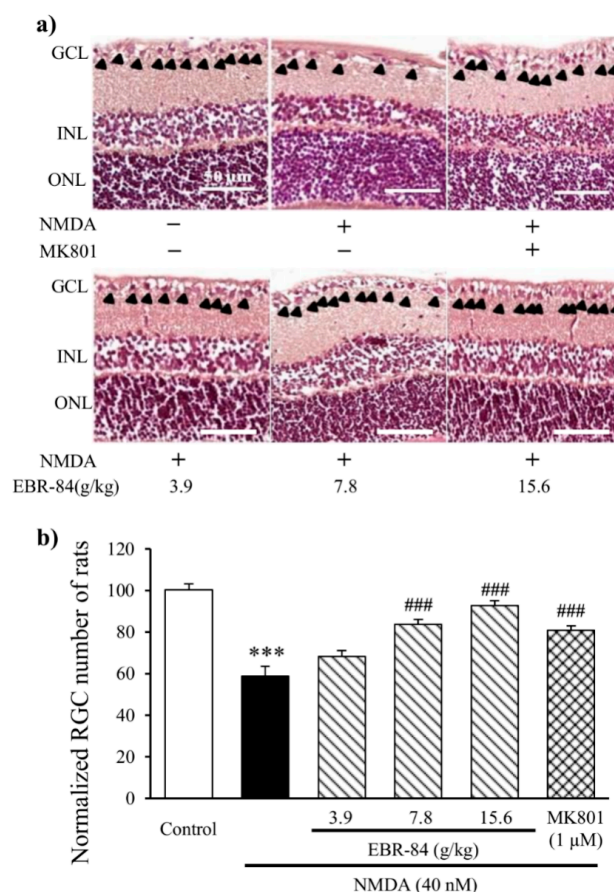 a)
GCL
INL
ONL
50 μm
NMDA − + +
MK801 − − +
GCL
INL
ONL
NMDA + + +
EBR-84(g/kg) 3.9 7.8 15.6
b)
Normalized RGC number of rats
120
100
80
60
40
20
0
***
###
###
###
Control
3.9 7.8 15.6 MK801
(1 μM)
EBR-84 (g/kg)
NMDA (40 nM)